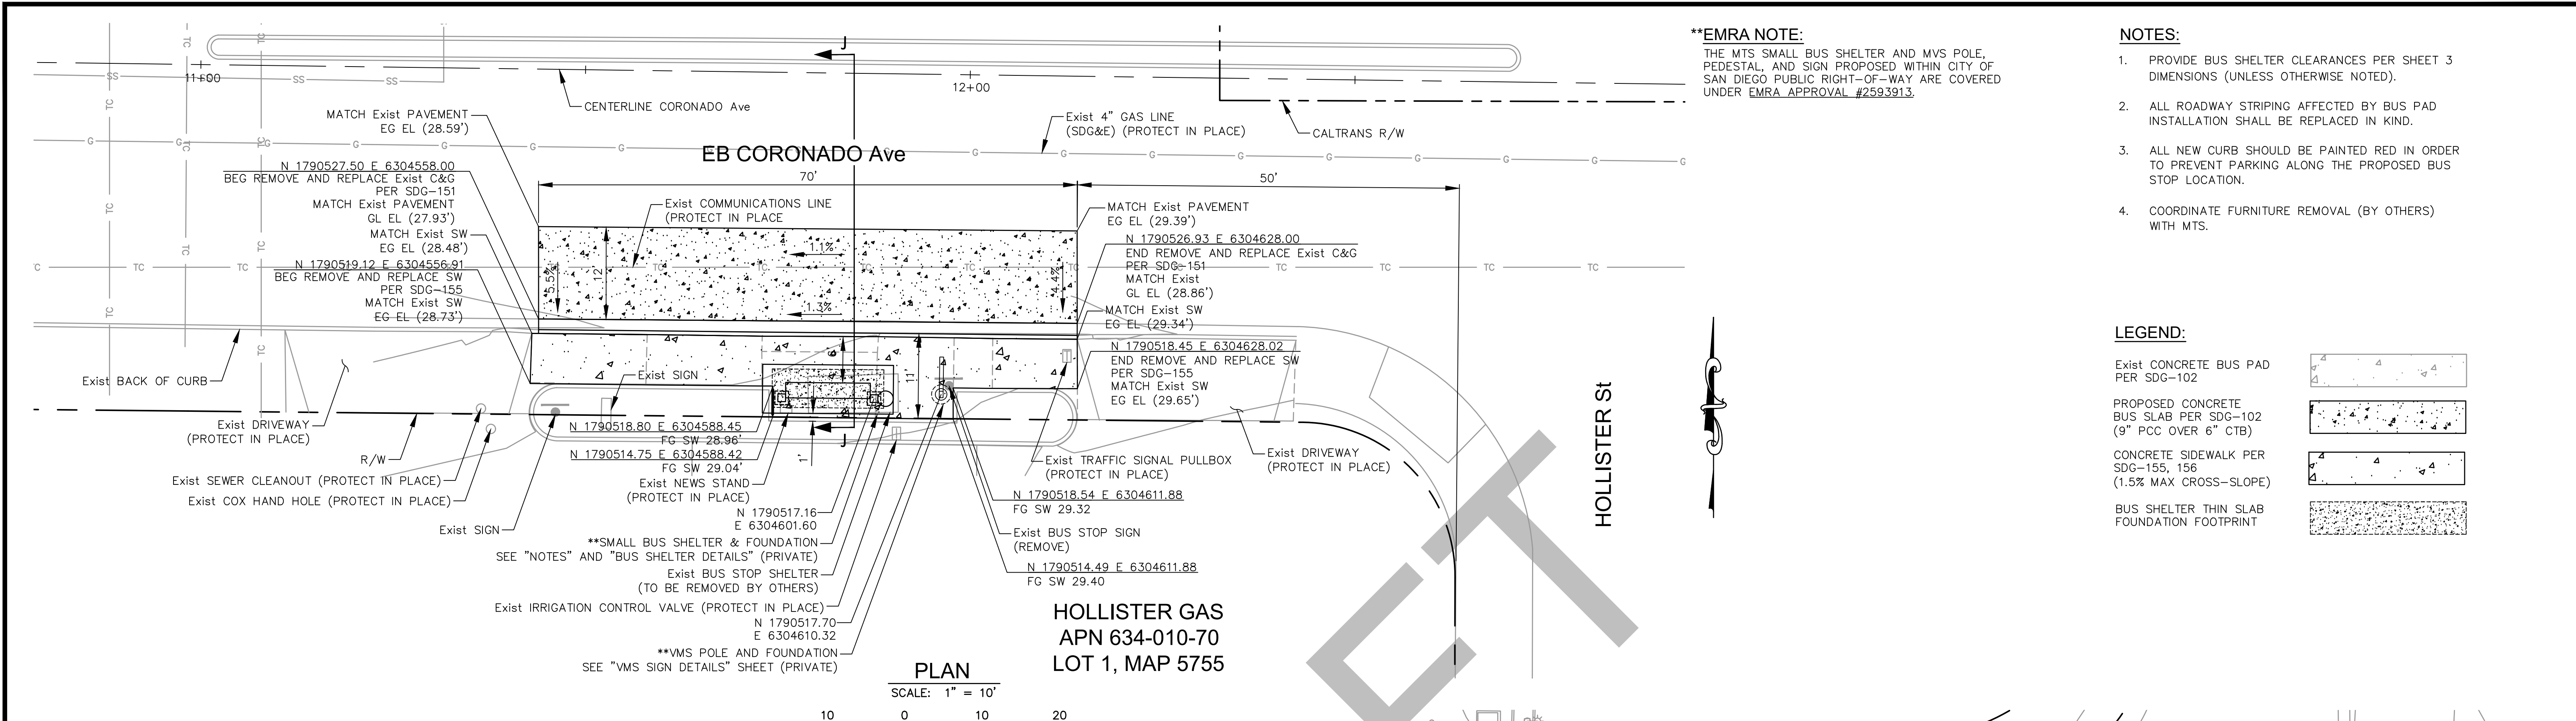 11+00
12+00
J
CENTERLINE CORONADO Ave
MATCH Exist PAVEMENT
EG EL (28.59')
Exist 4" GAS LINE
(SDG&E) (PROTECT IN PLACE)
CALTRANS R/W
EB CORONADO Ave
70'
50'
N 1790527.50 E 6304558.00
BEG REMOVE AND REPLACE Exist C&G
PER SDG-151
MATCH Exist PAVEMENT
GL EL (27.93')
MATCH Exist SW
EG EL (28.48')
N 1790519.12 E 6304556.91
BEG REMOVE AND REPLACE SW
PER SDG-155
MATCH Exist SW
EG EL (28.73')
Exist COMMUNICATIONS LINE
(PROTECT IN PLACE
1.1%
5.5%
12'
1.3%
4.4%
MATCH Exist PAVEMENT
EG EL (29.39')
N 1790526.93 E 6304628.00
END REMOVE AND REPLACE Exist C&G
PER SDG-151
MATCH Exist
GL EL (28.86')
MATCH Exist SW
EG EL (29.34')
N 1790518.45 E 6304628.02
END REMOVE AND REPLACE SW
PER SDG-155
MATCH Exist SW
EG EL (29.65')
Exist BACK OF CURB
Exist SIGN
11'
Exist DRIVEWAY
(PROTECT IN PLACE)
R/W
Exist SEWER CLEANOUT (PROTECT IN PLACE)
Exist COX HAND HOLE (PROTECT IN PLACE)
Exist SIGN
N 1790518.80 E 6304588.45
FG SW 28.96'
N 1790514.75 E 6304588.42
FG SW 29.04'
Exist NEWS STAND
(PROTECT IN PLACE)
J
1'
N 1790517.16
E 6304601.60
**SMALL BUS SHELTER & FOUNDATION
SEE "NOTES" AND "BUS SHELTER DETAILS" (PRIVATE)
Exist BUS STOP SHELTER
(TO BE REMOVED BY OTHERS)
Exist IRRIGATION CONTROL VALVE (PROTECT IN PLACE)
N 1790517.70
E 6304610.32
**VMS POLE AND FOUNDATION
SEE "VMS SIGN DETAILS" SHEET (PRIVATE)
Exist TRAFFIC SIGNAL PULLBOX
(PROTECT IN PLACE)
Exist DRIVEWAY
(PROTECT IN PLACE)
N 1790518.54 E 6304611.88
FG SW 29.32
Exist BUS STOP SIGN
(REMOVE)
N 1790514.49 E 6304611.88
FG SW 29.40
HOLLISTER GAS
APN 634-010-70
LOT 1, MAP 5755
HOLLISTER St
PLAN
SCALE: 1" = 10'
10 0 10 20
**EMRA NOTE:
THE MTS SMALL BUS SHELTER AND MVS POLE,
PEDESTAL, AND SIGN PROPOSED WITHIN CITY OF
SAN DIEGO PUBLIC RIGHT-OF-WAY ARE COVERED
UNDER EMRA APPROVAL #2593913.
NOTES:
1. PROVIDE BUS SHELTER CLEARANCES PER SHEET 3
DIMENSIONS (UNLESS OTHERWISE NOTED).
2. ALL ROADWAY STRIPING AFFECTED BY BUS PAD
INSTALLATION SHALL BE REPLACED IN KIND.
3. ALL NEW CURB SHOULD BE PAINTED RED IN ORDER
TO PREVENT PARKING ALONG THE PROPOSED BUS
STOP LOCATION.
4. COORDINATE FURNITURE REMOVAL (BY OTHERS)
WITH MTS.
LEGEND:
Exist CONCRETE BUS PAD
PER SDG-102
PROPOSED CONCRETE
BUS SLAB PER SDG-102
(9" PCC OVER 6" CTB)
CONCRETE SIDEWALK PER
SDG-155, 156
(1.5% MAX CROSS-SLOPE)
BUS SHELTER THIN SLAB
FOUNDATION FOOTPRINT